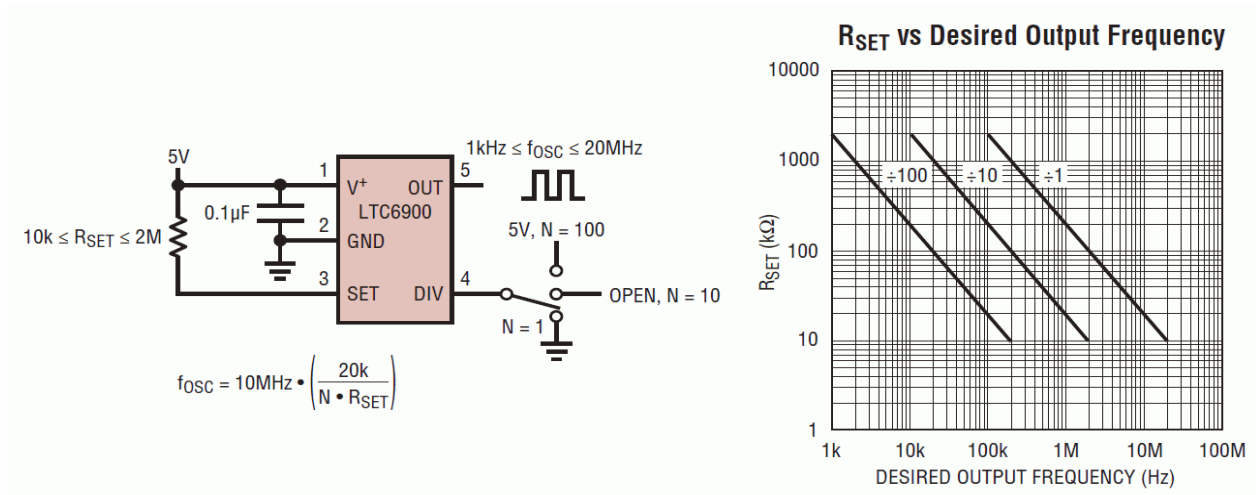 5V
0.1µF
10k ≤ RSET ≤ 2M
1
V+
OUT
5
LTC6900
2
GND
3
SET
DIV
4
1kHz ≤ fOSC ≤ 20MHz
5V, N = 100
OPEN, N = 10
N = 1
fOSC = 10MHz • (20k / N • RSET)
RSET vs Desired Output Frequency
RSET (kΩ)
10000
1000
100
10
1
÷100
÷10
÷1
1k
10k
100k
1M
10M
100M
DESIRED OUTPUT FREQUENCY (Hz)